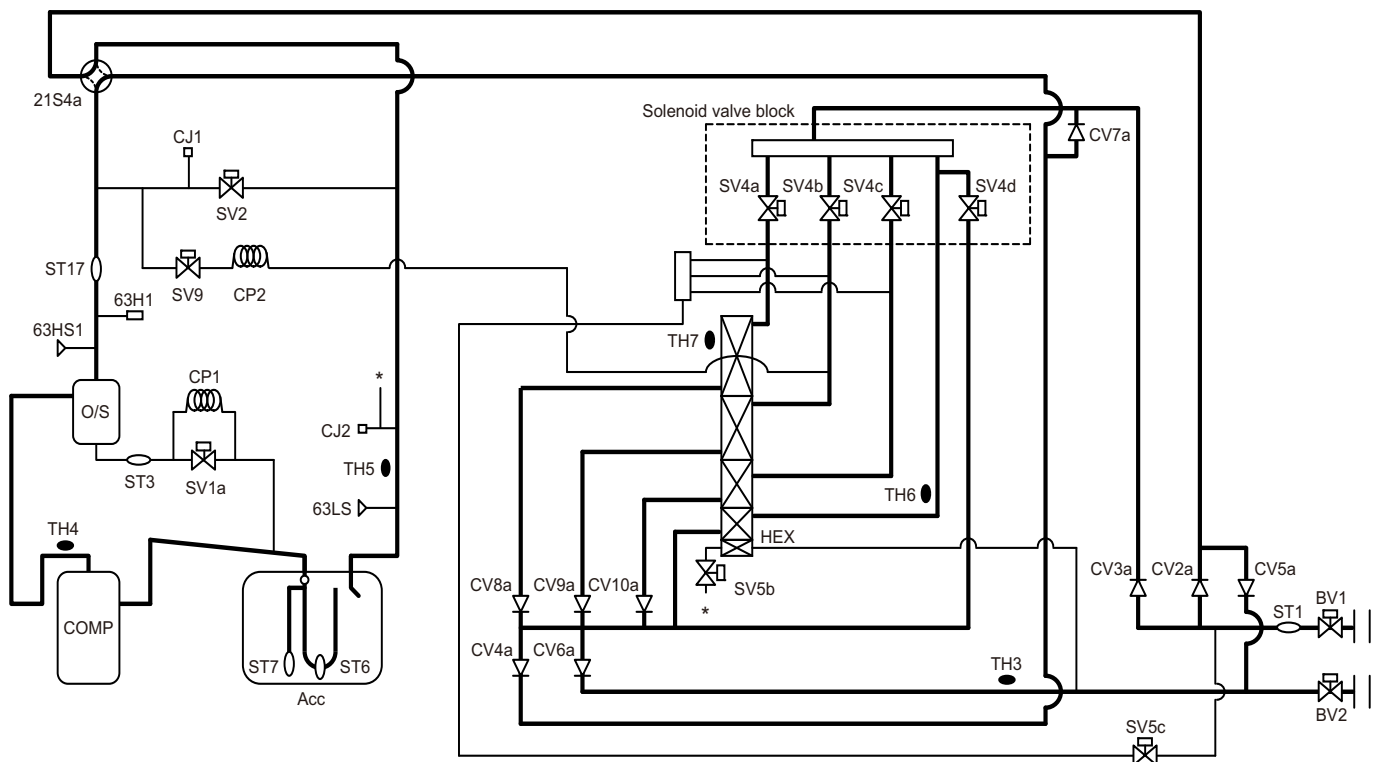 21S4a
CJ1
SV2
ST17
SV9
CP2
63H1
63HS1
CP1
*
O/S
CJ2
ST3
SV1a
TH5
63LS
TH4
COMP
ST7
ST6
Acc
Solenoid valve block
CV7a
SV4a
SV4b
SV4c
SV4d
TH7
TH6
HEX
CV8a
CV9a
CV10a
SV5b
*
CV3a
CV2a
CV5a
ST1
BV1
CV4a
CV6a
TH3
BV2
SV5c